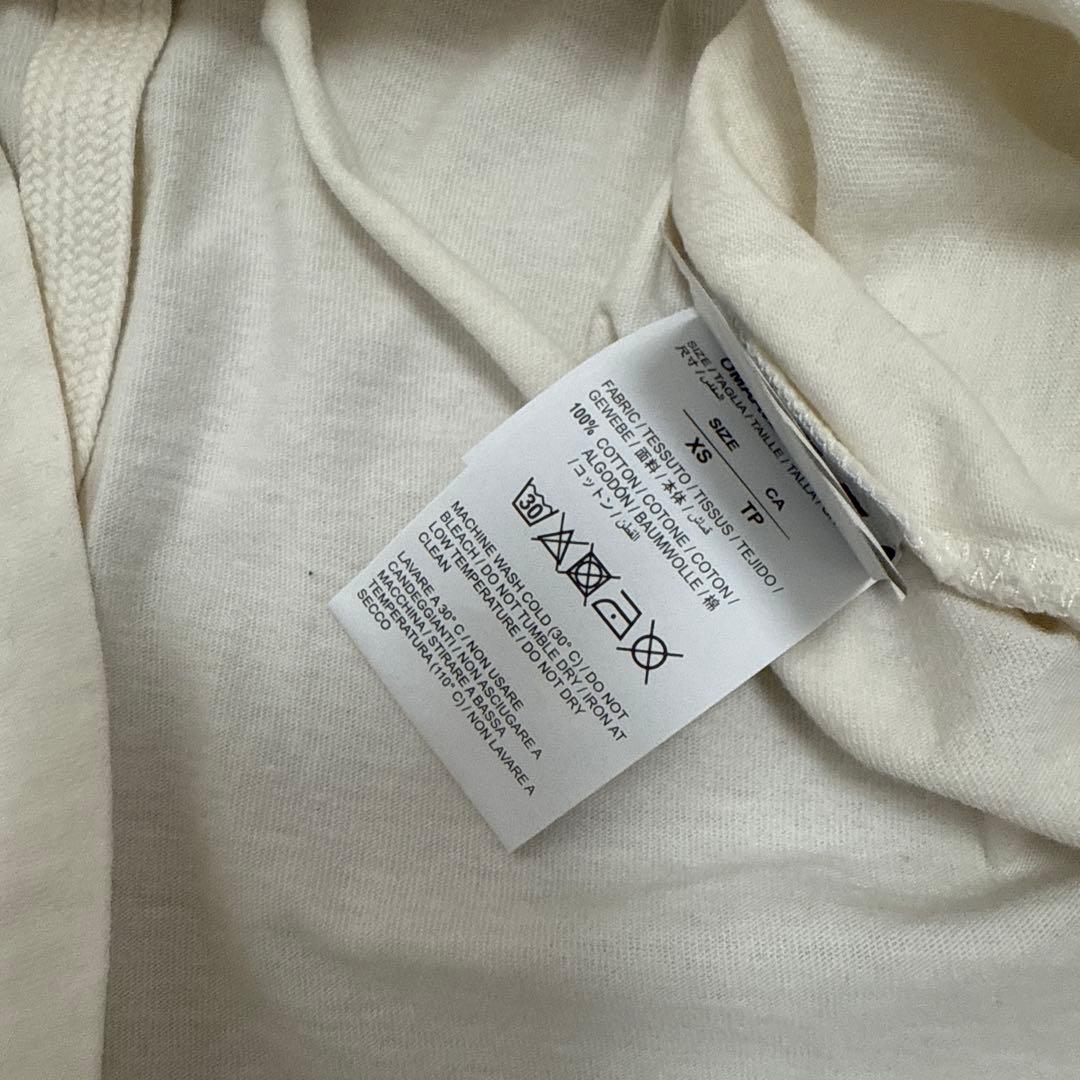 SIZE / TAGLIA / TAILLE / TALLA /
尺寸 / المقاس
SIZE CA
XS TP
FABRIC / TESSUTO / TISSUS / TEJIDO /
GEWEBE / 面料 / 本体 / قماش
100% COTTON / COTONE / COTON /
ALGODÓN / BAUMWOLLE / 棉
/ コットン / القطن
30
MACHINE WASH COLD (30° C) / DO NOT
BLEACH / DO NOT TUMBLE DRY / IRON AT
LOW TEMPERATURE / DO NOT DRY
CLEAN
LAVARE A 30° C / NON USARE
CANDEGGIANTI / NON ASCIUGARE A
MACCHINA / STIRARE A BASSA
TEMPERATURA (110° C) / NON LAVARE A
SECCO